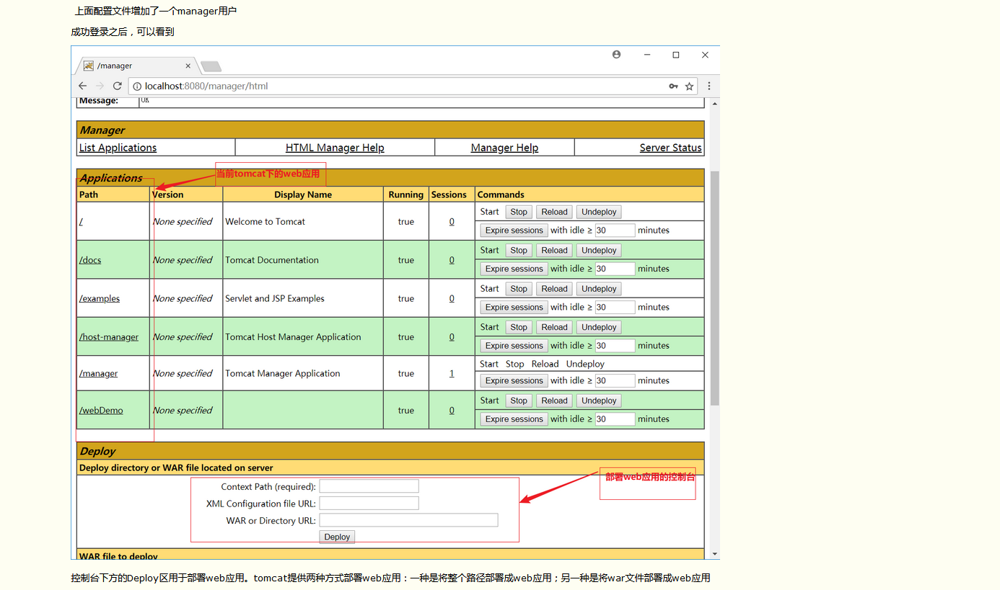 上面配置文件增加了一个manager用户
成功登录之后，可以看到
/manager
localhost:8080/manager/html
Message: OK
Manager
List Applications HTML Manager Help Manager Help Server Status
当前tomcat下的web应用
Applications
Path Version Display Name Running Sessions Commands
/ None specified Welcome to Tomcat true 0 Start Stop Reload Undeploy
Expire sessions with idle ≥ 30 minutes
/docs None specified Tomcat Documentation true 0 Start Stop Reload Undeploy
Expire sessions with idle ≥ 30 minutes
/examples None specified Servlet and JSP Examples true 0 Start Stop Reload Undeploy
Expire sessions with idle ≥ 30 minutes
/host-manager None specified Tomcat Host Manager Application true 0 Start Stop Reload Undeploy
Expire sessions with idle ≥ 30 minutes
/manager None specified Tomcat Manager Application true 1 Start Stop Reload Undeploy
Expire sessions with idle ≥ 30 minutes
/webDemo None specified true 0 Start Stop Reload Undeploy
Expire sessions with idle ≥ 30 minutes
Deploy
Deploy directory or WAR file located on server
部署web应用的控制台
Context Path (required):
XML Configuration file URL:
WAR or Directory URL:
Deploy
WAR file to deploy
控制台下方的Deploy区用于部署web应用。tomcat提供两种方式部署web应用：一种是将整个路径部署成web应用；另一种是将war文件部署成web应用